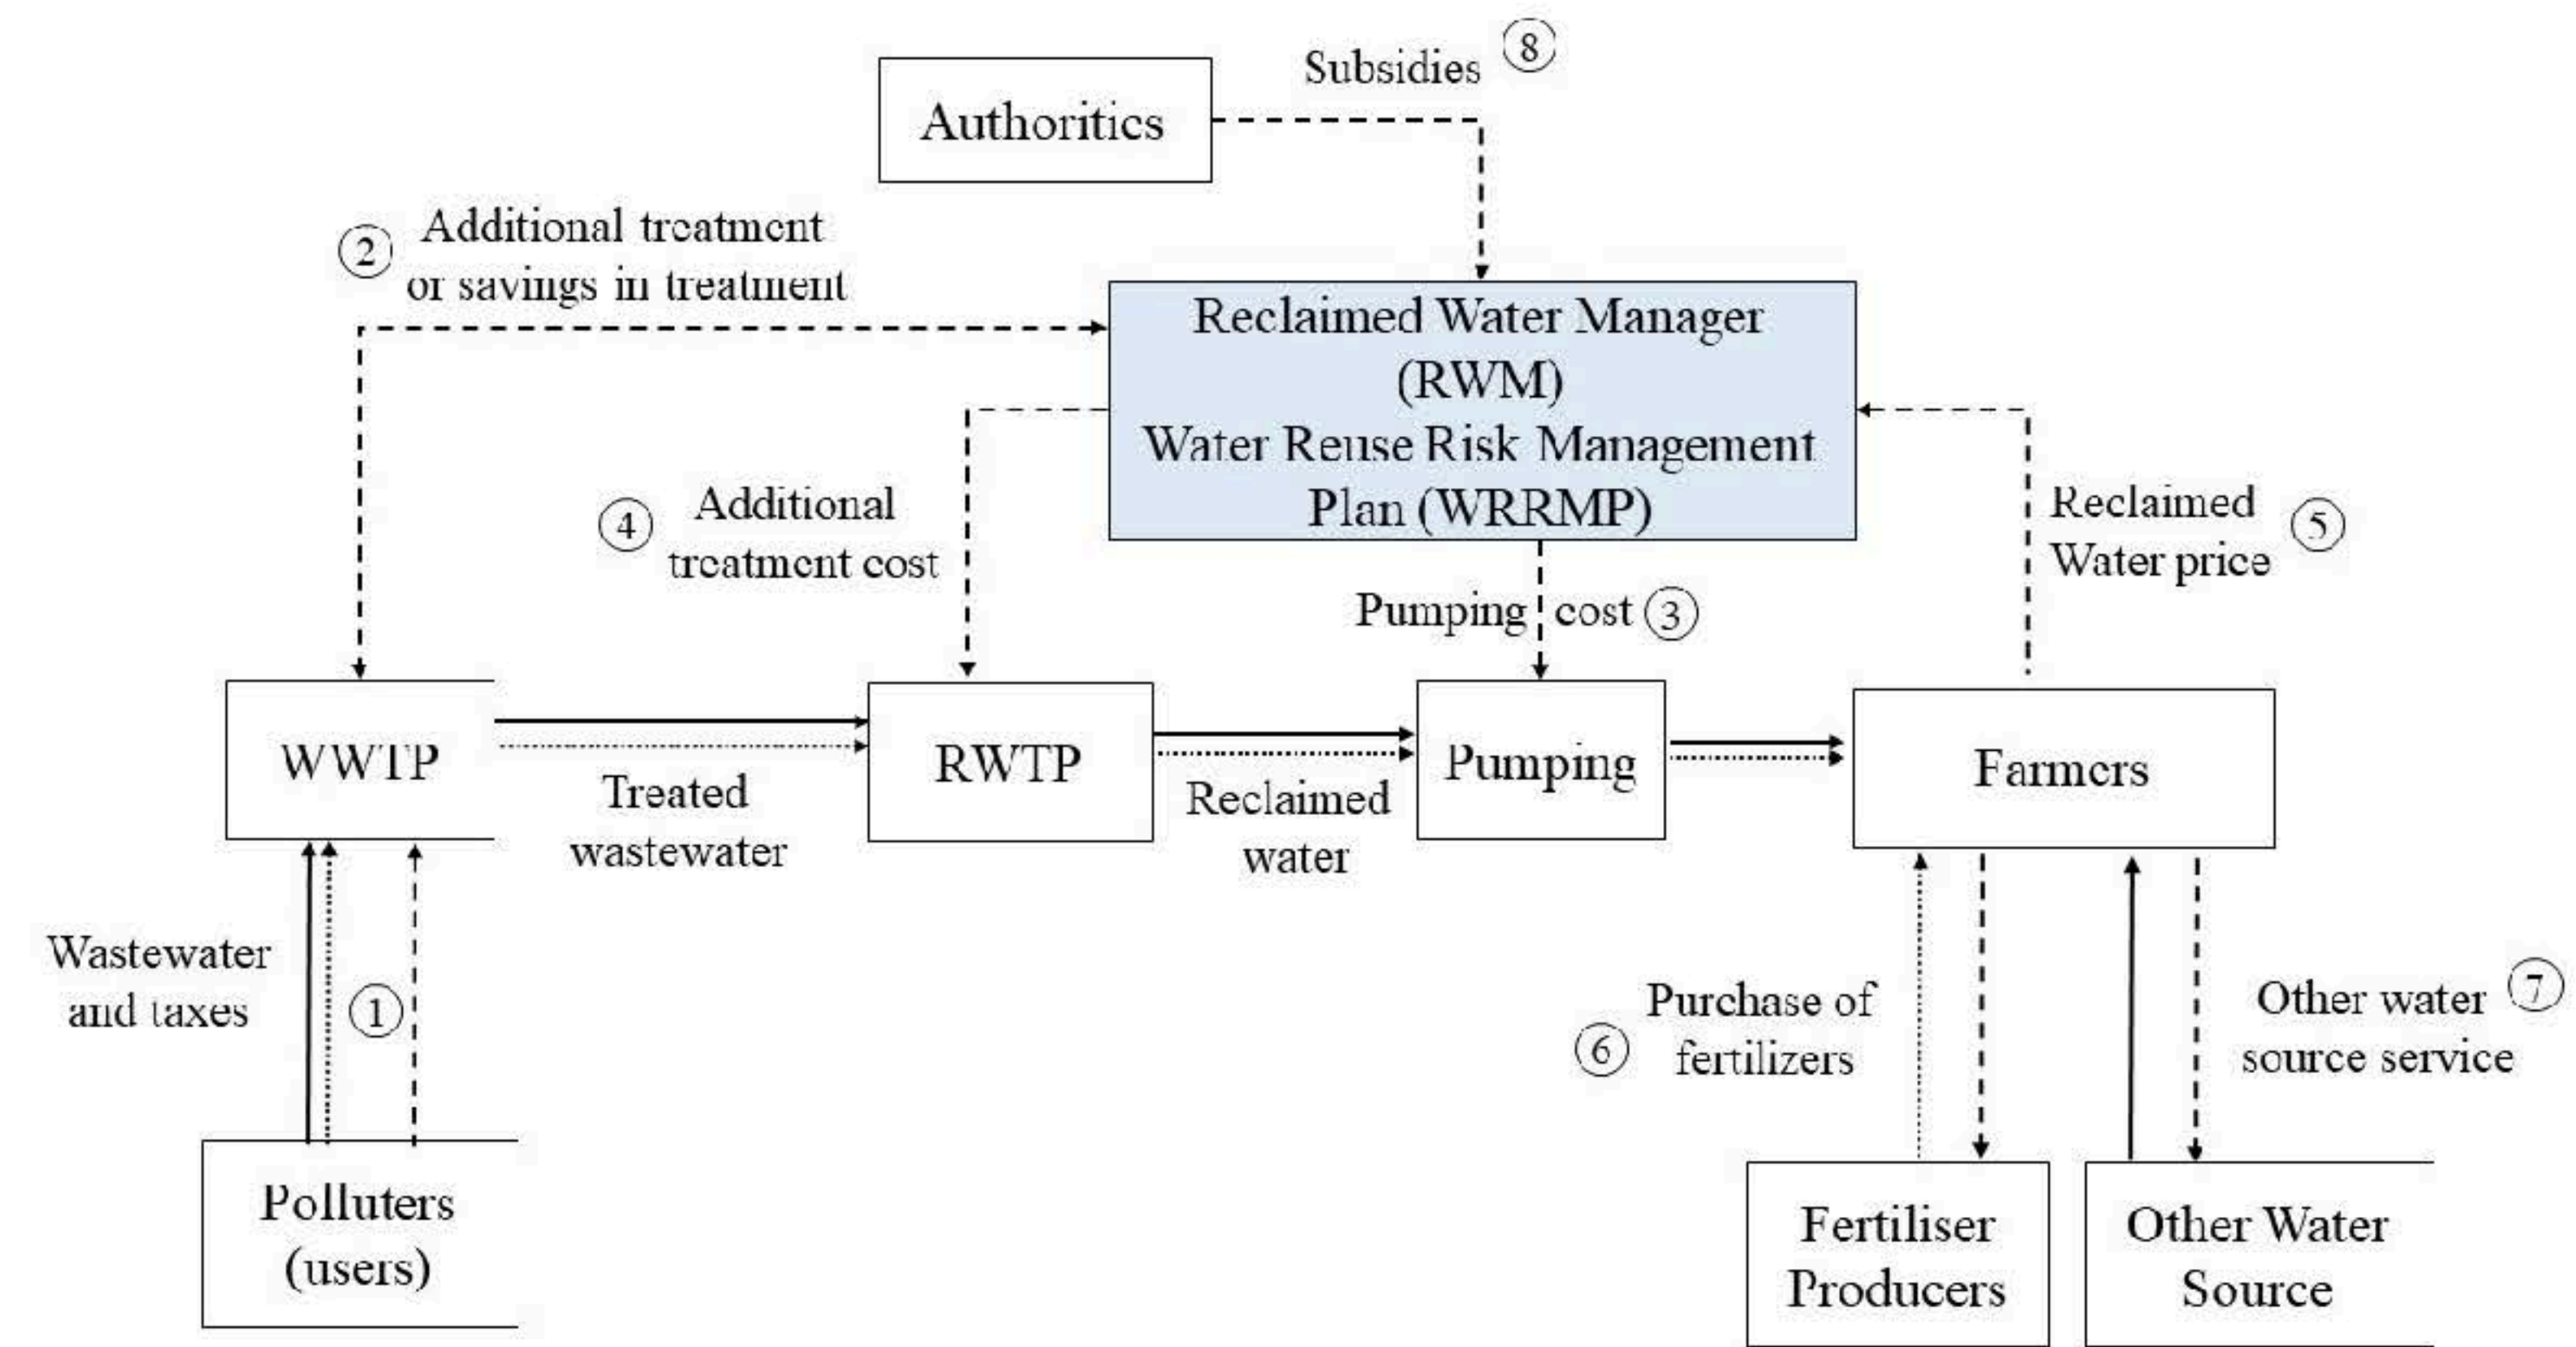 Subsidies ⑧
Authorities
② Additional treatment
or savings in treatment
Reclaimed Water Manager
(RWM)
Water Reuse Risk Management
Plan (WRRMP)
④ Additional
treatment cost
Reclaimed
Water price ⑤
Pumping cost ③
WWTP
RWTP
Pumping
Farmers
Treated
wastewater
Reclaimed
water
Wastewater
and taxes
①
Purchase of
⑥ fertilizers
Other water ⑦
source service
Polluters
(users)
Fertiliser
Producers
Other Water
Source